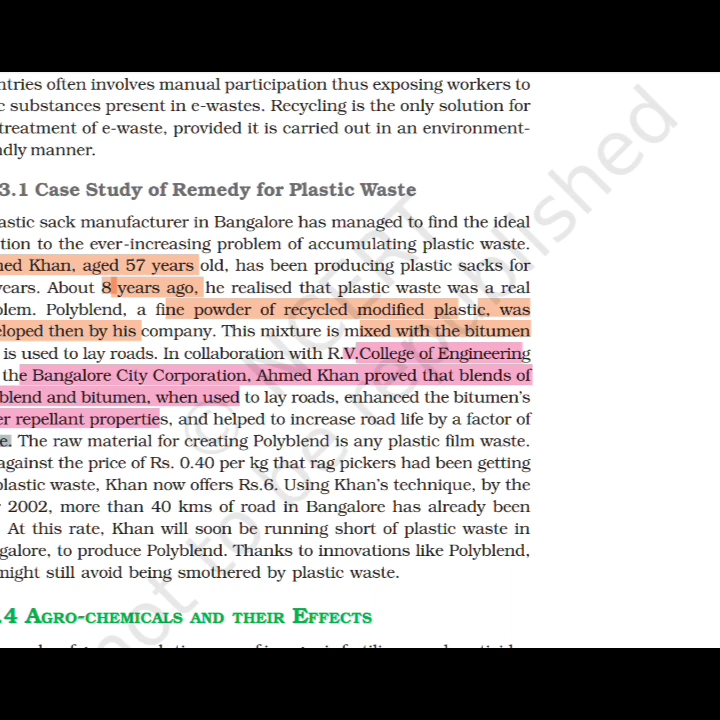 ntries often involves manual participation thus exposing workers to
c substances present in e-wastes. Recycling is the only solution for
treatment of e-waste, provided it is carried out in an environment-
ndly manner.
3.1 Case Study of Remedy for Plastic Waste
astic sack manufacturer in Bangalore has managed to find the ideal
tion to the ever-increasing problem of accumulating plastic waste.
ned Khan, aged 57 years old, has been producing plastic sacks for
years. About 8 years ago, he realised that plastic waste was a real
blem. Polyblend, a fine powder of recycled modified plastic, was
eloped then by his company. This mixture is mixed with the bitumen
is used to lay roads. In collaboration with R.V.College of Engineering
the Bangalore City Corporation, Ahmed Khan proved that blends of
blend and bitumen, when used to lay roads, enhanced the bitumen's
er repellant properties, and helped to increase road life by a factor of
e. The raw material for creating Polyblend is any plastic film waste.
against the price of Rs. 0.40 per kg that rag pickers had been getting
plastic waste, Khan now offers Rs.6. Using Khan's technique, by the
r 2002, more than 40 kms of road in Bangalore has already been
At this rate, Khan will soon be running short of plastic waste in
galore, to produce Polyblend. Thanks to innovations like Polyblend,
might still avoid being smothered by plastic waste.
.4 AGRO-CHEMICALS AND THEIR EFFECTS
© NCERT
not to be republished